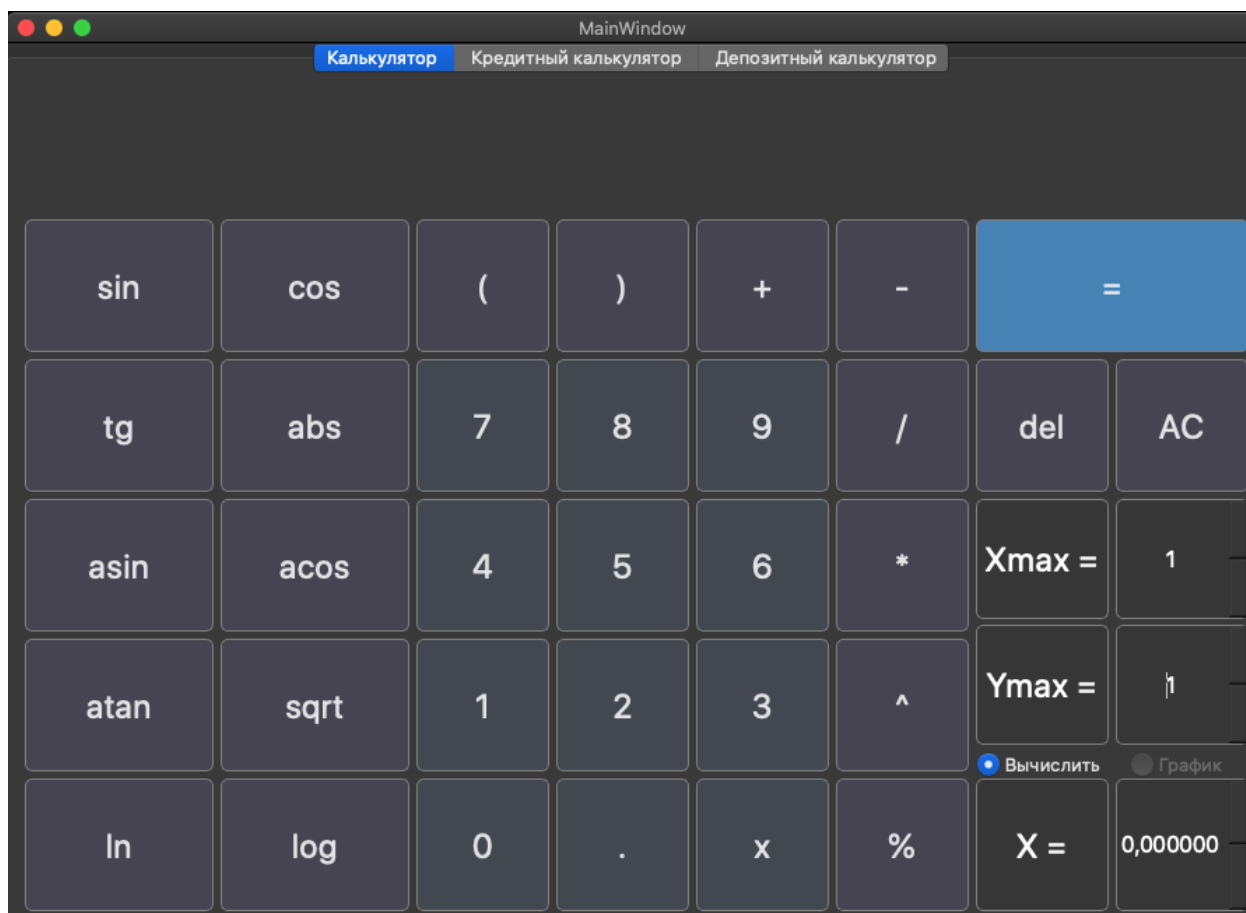 MainWindow
Калькулятор Кредитный калькулятор Депозитный калькулятор
sin cos ( ) + - =
tg abs 7 8 9 / del AC
asin acos 4 5 6 * Xmax = 1
atan sqrt 1 2 3 ^ Ymax = 1
Вычислить График
ln log 0 . x % X = 0,000000